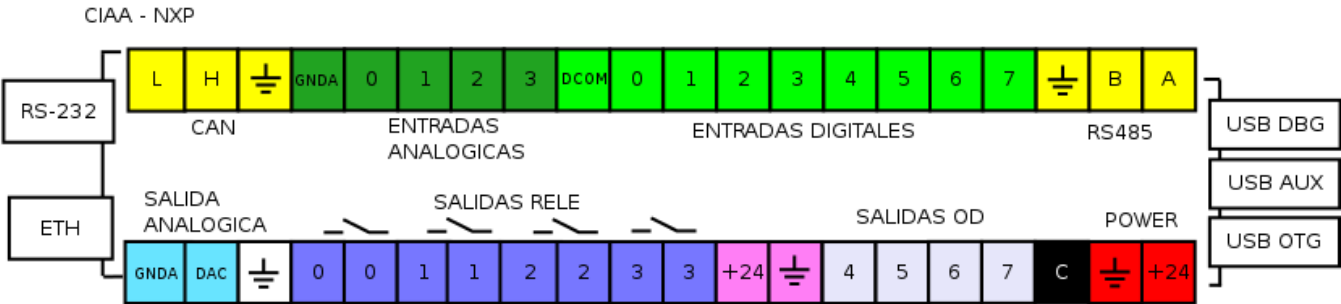 CIAA - NXP
L H GNDA 0 1 2 3 DCOM 0 1 2 3 4 5 6 7 B A
RS-232
CAN
ENTRADAS
ANALOGICAS
ENTRADAS DIGITALES
RS485
USB DBG
USB AUX
USB OTG
ETH
SALIDA
ANALOGICA
SALIDAS RELE
SALIDAS OD
POWER
GNDA DAC 0 0 1 1 2 2 3 3 +24 4 5 6 7 C +24